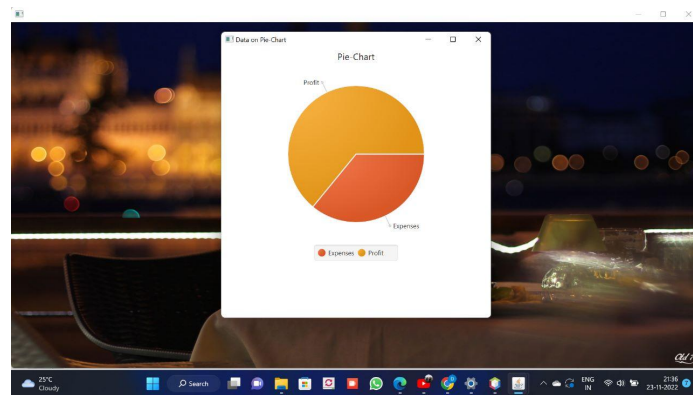 Data on Pie-Chart
Pie-Chart
Profit
Expenses
Expenses Profit
25°C
Cloudy
Search
ENG
IN
21:36
23-11-2022